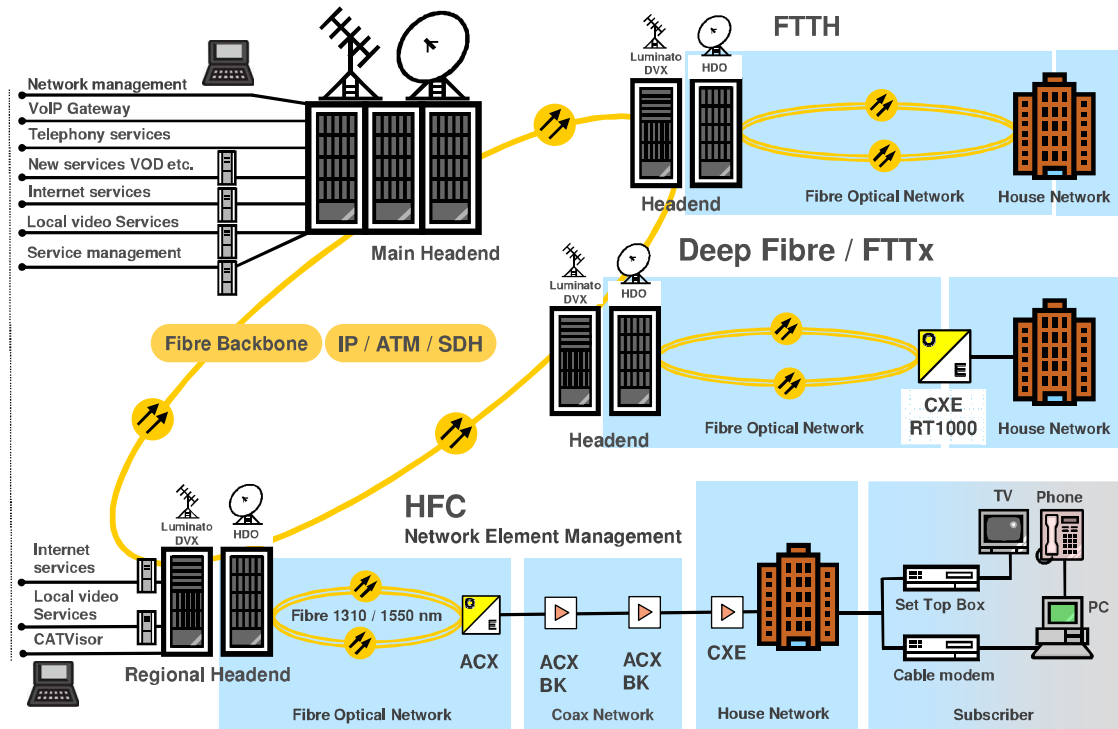 FTTH
Luminato
DVX
HDO
Network management
VoIP Gateway
Telephony services
New services VOD etc.
Internet services
Local video Services
Service management
Main Headend
Headend
Fibre Optical Network
House Network
Deep Fibre / FTTx
Luminato
DVX
HDO
Fibre Backbone
IP / ATM / SDH
O
E
CXE
RT1000
Headend
Fibre Optical Network
House Network
HFC
Network Element Management
Luminato
DVX
HDO
Internet
services
Local video
Services
CATVisor
Regional Headend
Fibre 1310 / 1550 nm
O
E
ACX
ACX
BK
ACX
BK
CXE
TV
Phone
Set Top Box
PC
Cable modem
Fibre Optical Network
Coax Network
House Network
Subscriber